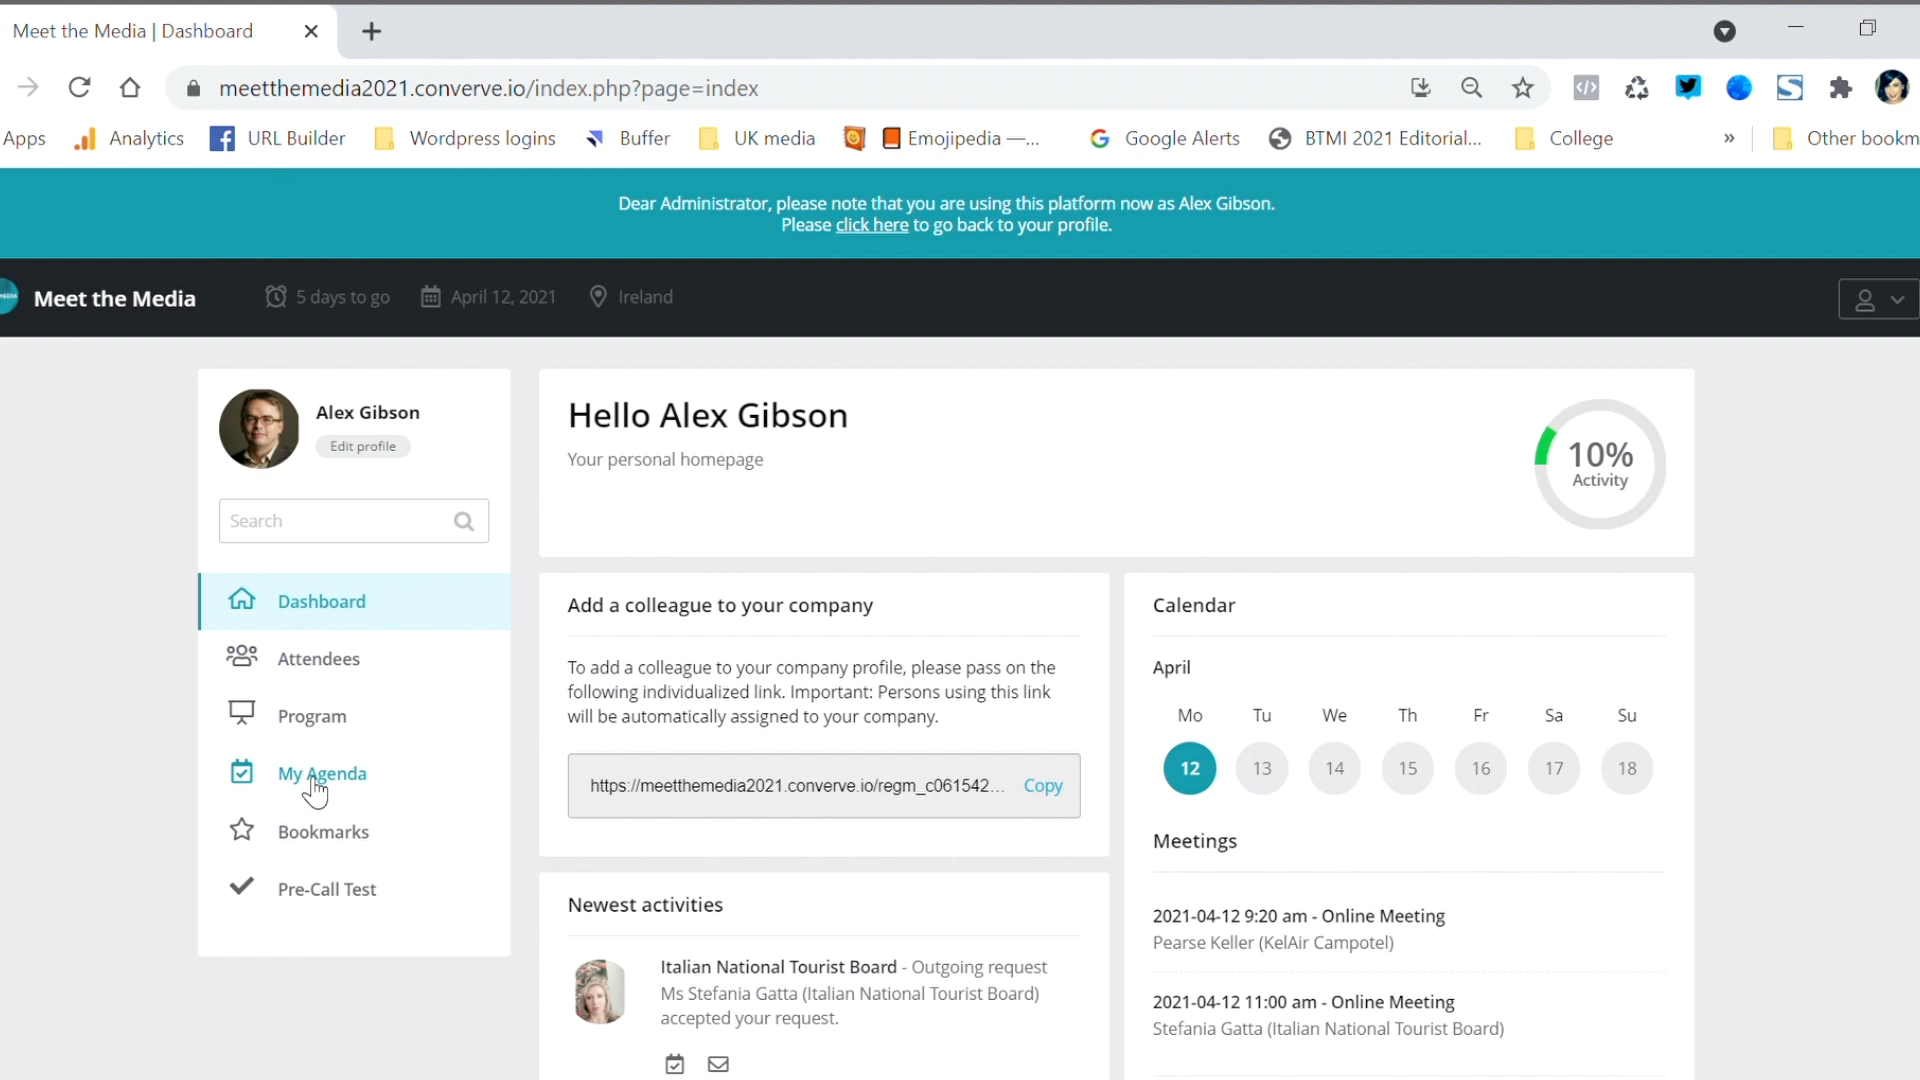 Meet the Media | Dashboard
meetthemedia2021.converve.io/index.php?page=index
Apps Analytics URL Builder Wordpress logins Buffer UK media Emojipedia —... Google Alerts BTMI 2021 Editorial... College » Other bookm
Dear Administrator, please note that you are using this platform now as Alex Gibson.
Please click here to go back to your profile.
Meet the Media 5 days to go April 12, 2021 Ireland
Alex Gibson
Edit profile
Search
Dashboard
Attendees
Program
My Agenda
Bookmarks
Pre-Call Test
Hello Alex Gibson
Your personal homepage
10%
Activity
Add a colleague to your company
To add a colleague to your company profile, please pass on the
following individualized link. Important: Persons using this link
will be automatically assigned to your company.
https://meetthemedia2021.converve.io/regm_c061542... Copy
Newest activities
Italian National Tourist Board - Outgoing request
Ms Stefania Gatta (Italian National Tourist Board)
accepted your request.
Calendar
April
Mo Tu We Th Fr Sa Su
12 13 14 15 16 17 18
Meetings
2021-04-12 9:20 am - Online Meeting
Pearse Keller (KelAir Campotel)
2021-04-12 11:00 am - Online Meeting
Stefania Gatta (Italian National Tourist Board)